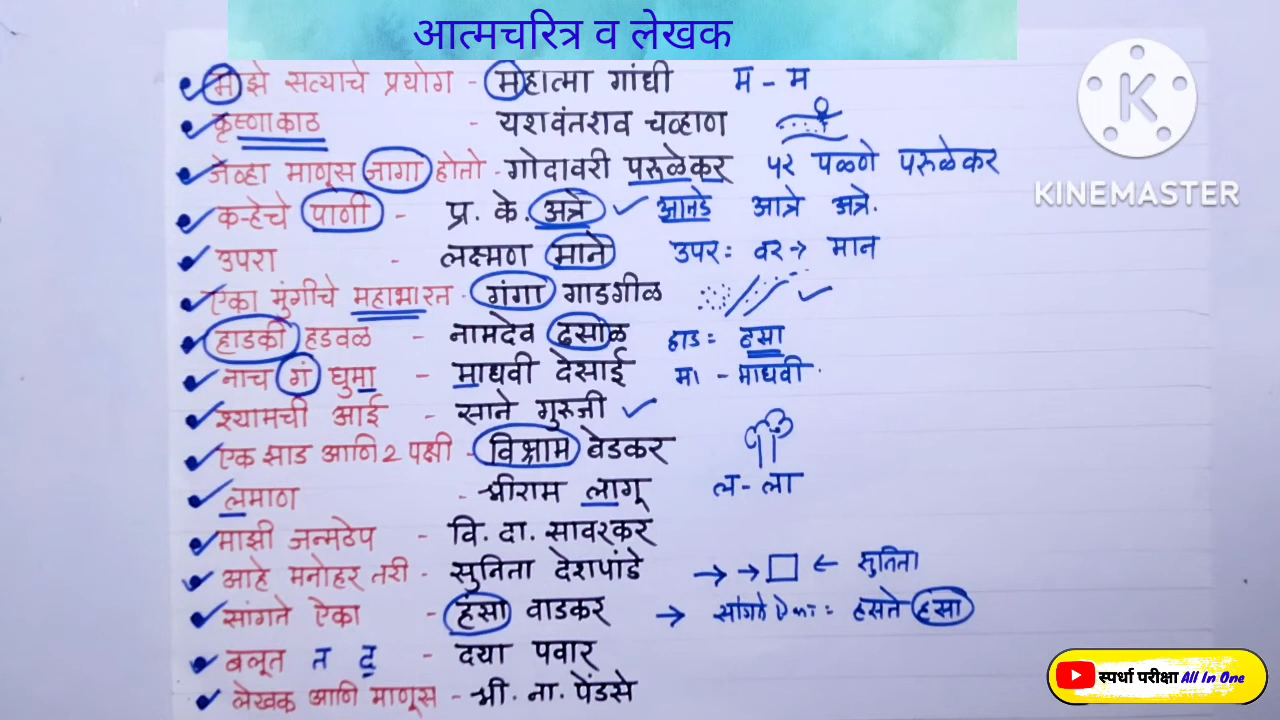 आत्मचरित्र व लेखक
माझे सत्याचे प्रयोग - महात्मा गांधी म - म
कृष्णाकाठ - यशवंतराव चव्हाण
जेव्हा माणूस जागा होतो - गोदावरी परूळेकर पर पळणे परूळेकर
कऱ्हेचे पाणी - प्र. के. अत्रे आनडे आत्रे अत्रे.
उपरा - लक्ष्मण माने उपर = वर → मान
एका मुंगीचे महाभारत - गंगा गाडगीळ
हाडकी हडवळ - नामदेव ढसाळ हाड = ढसा
नाच गं घुमा - माधवी देसाई मा - माधवी
श्यामची आई - साने गुरूजी
एक झाड आणि 2 पक्षी - विश्राम बेडकर
लमाण - श्रीराम लागू ल - ला
माझी जन्मठेप - वि. दा. सावरकर
आहे मनोहर तरी - सुनिता देशपांडे → → ← सुनिता
सांगते ऐका - हंसा वाडकर → सांगते = हसते हसा
बलूत त द - दया पवार
लेखक आणि माणूस - श्री. ना. पेंडसे
K
KINEMASTER
स्पर्धा परीक्षा All In One